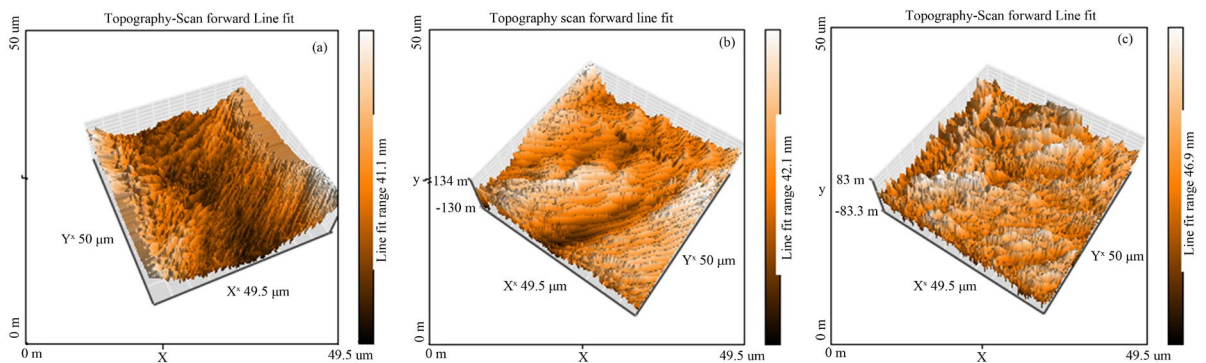 Topography-Scan forward Line fit
50 um
(a)
Line fit range 41.1 nm
Yˣ 50 μm
Xˣ 49.5 μm
0 m
0 m
X
49.5 um
Topography scan forward line fit
50 um
(b)
Line fit range 42.1 nm
y
-134 m
-130 m
Yˣ 50 μm
Xˣ 49.5 μm
0 m
0 m
X
49.5 um
Topography-Scan forward Line fit
50 um
(c)
Line fit range 46.9 nm
y
83 m
-83.3 m
Yˣ 50 μm
Xˣ 49.5 μm
0 m
0 m
X
49.5 um